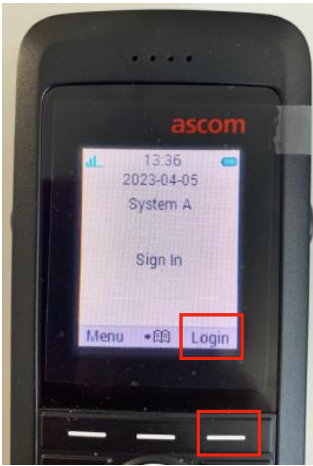 ascom
13:36
2023-04-05
System A
Sign In
Menu Login